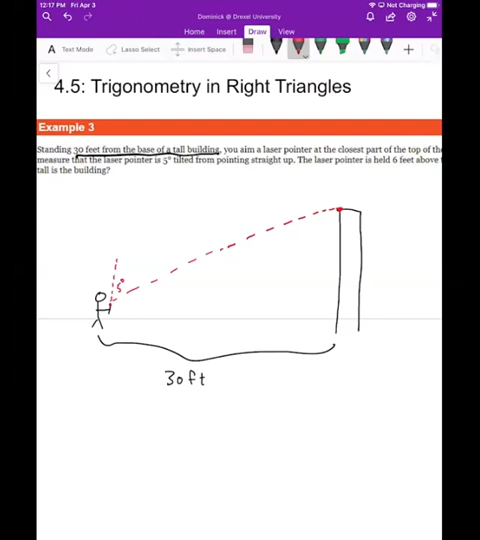 12:17 PM Fri Apr 3
Not Charging
Dominick @ Drexel University
Home Insert Draw View
A Text Mode Lasso Select Insert Space
4.5: Trigonometry in Right Triangles
Example 3
Standing 30 feet from the base of a tall building, you aim a laser pointer at the closest part of the top of the
measure that the laser pointer is 5° tilted from pointing straight up. The laser pointer is held 6 feet above
tall is the building?
5°
30ft